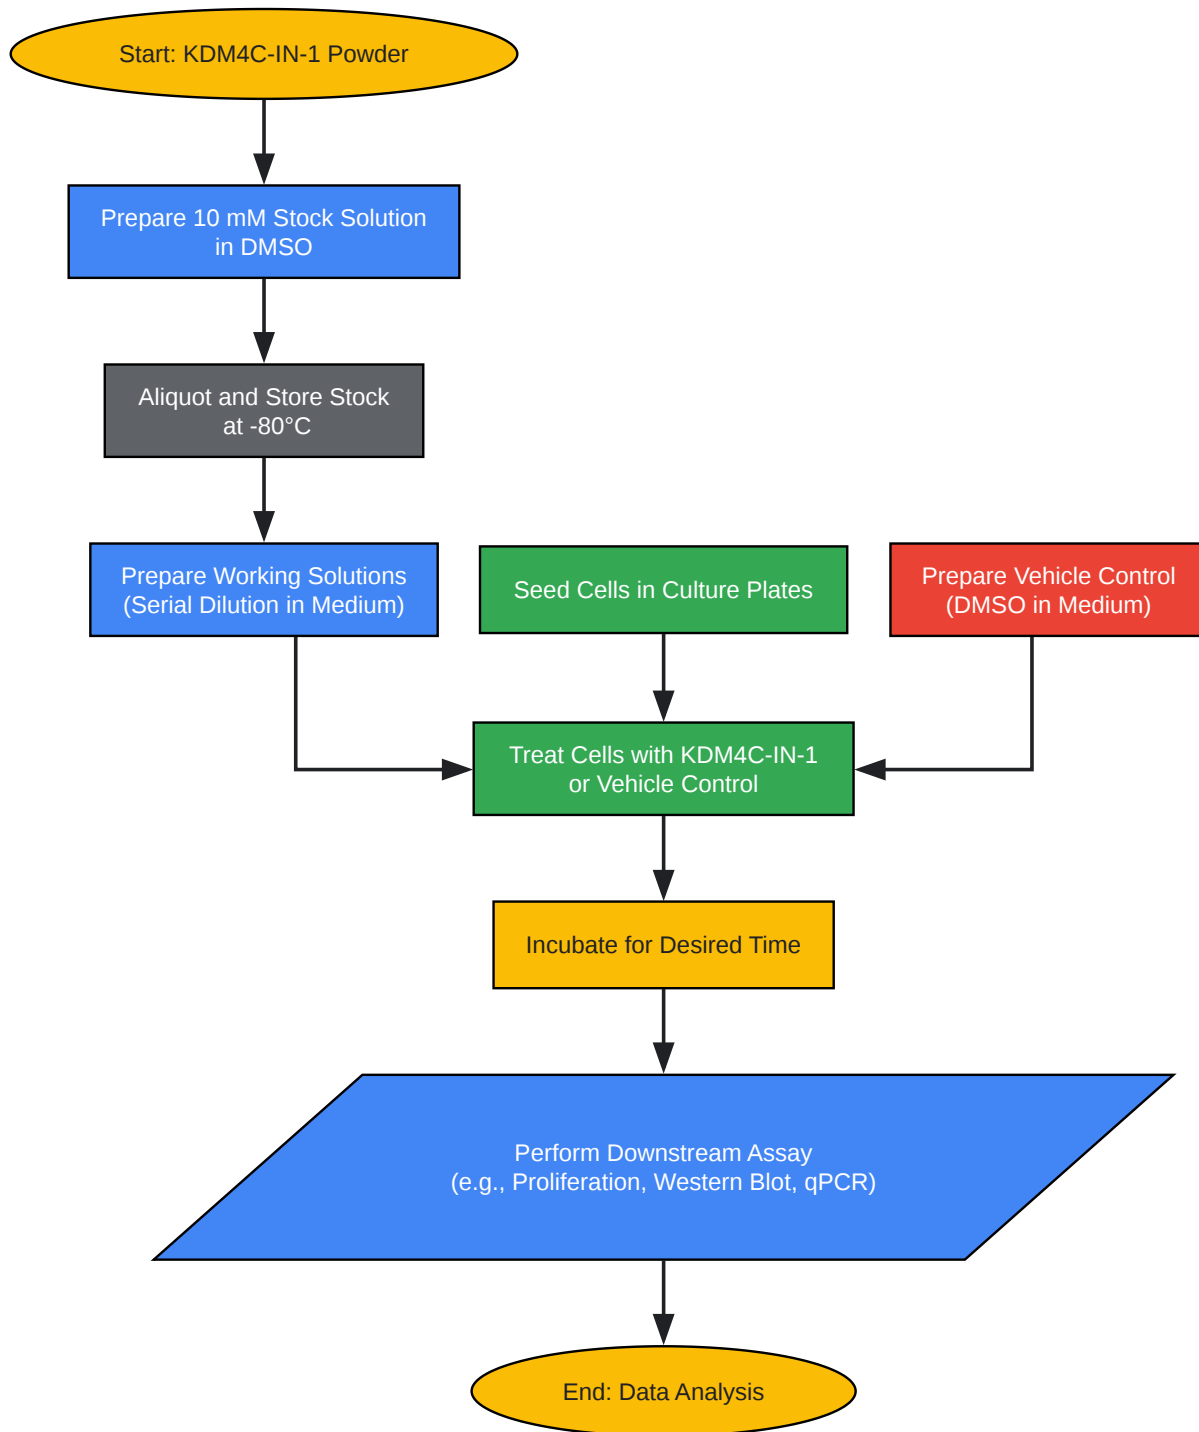 Start: KDM4C-IN-1 Powder
Prepare 10 mM Stock Solution
in DMSO
Aliquot and Store Stock
at -80°C
Prepare Working Solutions
(Serial Dilution in Medium)
Seed Cells in Culture Plates
Prepare Vehicle Control
(DMSO in Medium)
Treat Cells with KDM4C-IN-1
or Vehicle Control
Incubate for Desired Time
Perform Downstream Assay
(e.g., Proliferation, Western Blot, qPCR)
End: Data Analysis